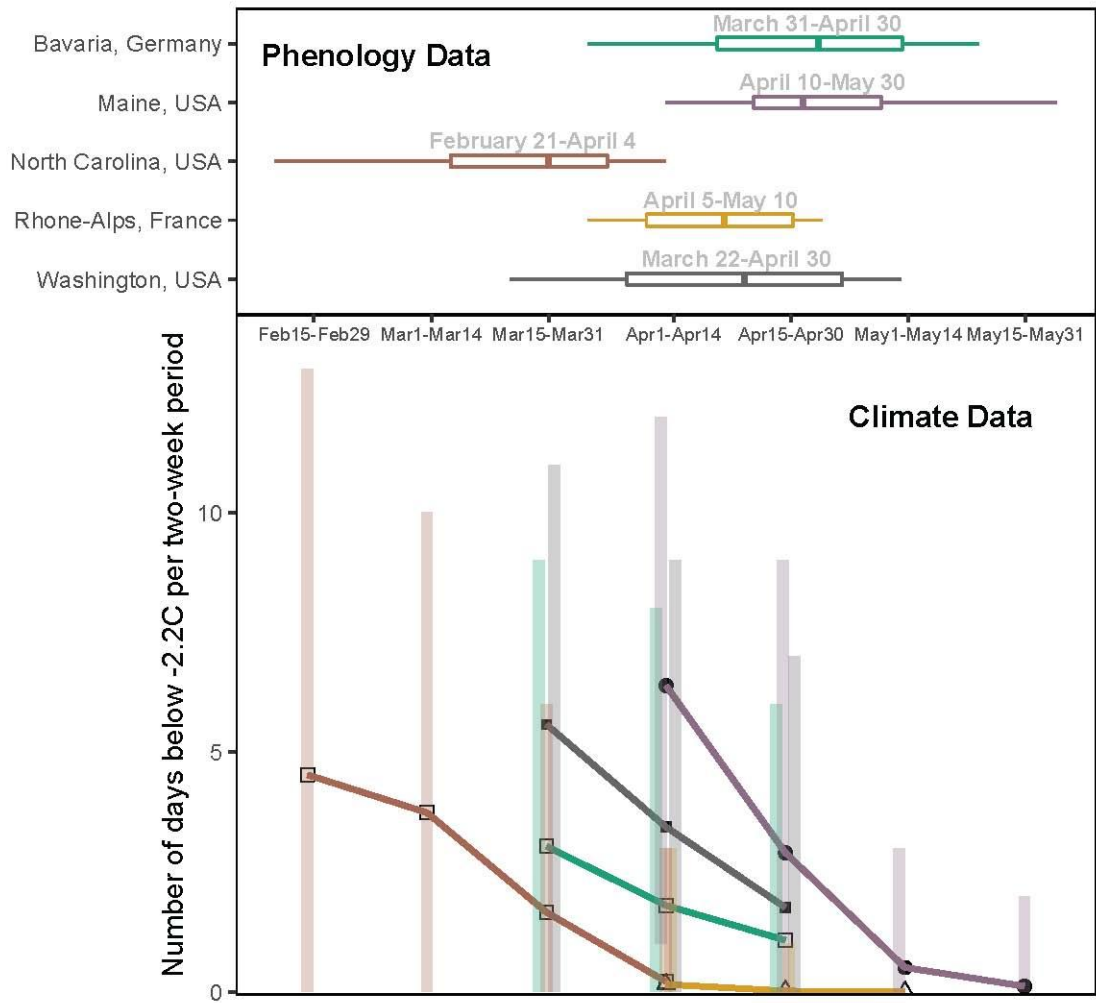 Phenology Data
Bavaria, Germany
March 31-April 30
Maine, USA
April 10-May 30
North Carolina, USA
February 21-April 4
Rhone-Alps, France
April 5-May 10
Washington, USA
March 22-April 30
Feb15-Feb29 Mar1-Mar14 Mar15-Mar31 Apr1-Apr14 Apr15-Apr30 May1-May14 May15-May31
Climate Data
Number of days below -2.2C per two-week period
10
5
0